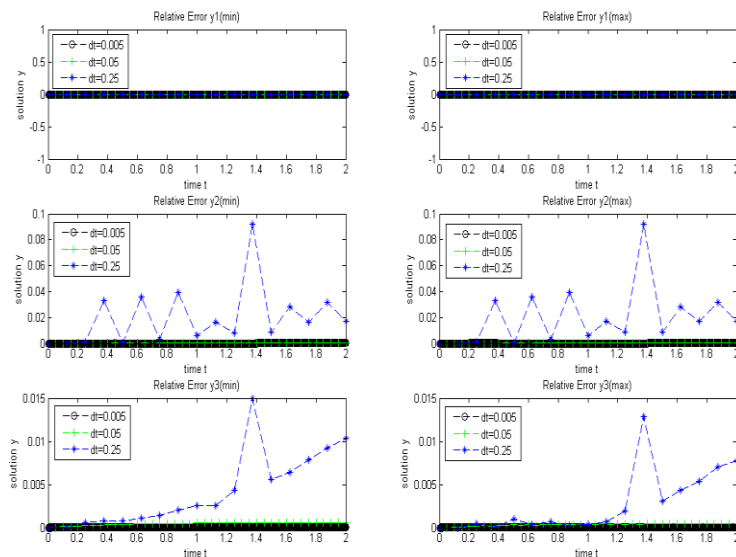 Relative Error y1(min)
solution y
1
0.5
0
-0.5
-1
dt=0.005
dt=0.05
dt=0.25
0 0.2 0.4 0.6 0.8 1 1.2 1.4 1.6 1.8 2
time t
Relative Error y1(max)
solution y
1
0.5
0
-0.5
-1
dt=0.005
dt=0.05
dt=0.25
0 0.2 0.4 0.6 0.8 1 1.2 1.4 1.6 1.8 2
time t
Relative Error y2(min)
solution y
0.1
0.08
0.06
0.04
0.02
0
dt=0.005
dt=0.05
dt=0.25
0 0.2 0.4 0.6 0.8 1 1.2 1.4 1.6 1.8 2
time t
Relative Error y2(max)
solution y
0.1
0.08
0.06
0.04
0.02
0
dt=0.005
dt=0.05
dt=0.25
0 0.2 0.4 0.6 0.8 1 1.2 1.4 1.6 1.8 2
time t
Relative Error y3(min)
solution y
0.015
0.01
0.005
0
dt=0.005
dt=0.05
dt=0.25
0 0.2 0.4 0.6 0.8 1 1.2 1.4 1.6 1.8 2
time t
Relative Error y3(max)
solution y
0.015
0.01
0.005
0
dt=0.005
dt=0.05
dt=0.25
0 0.2 0.4 0.6 0.8 1 1.2 1.4 1.6 1.8 2
time t